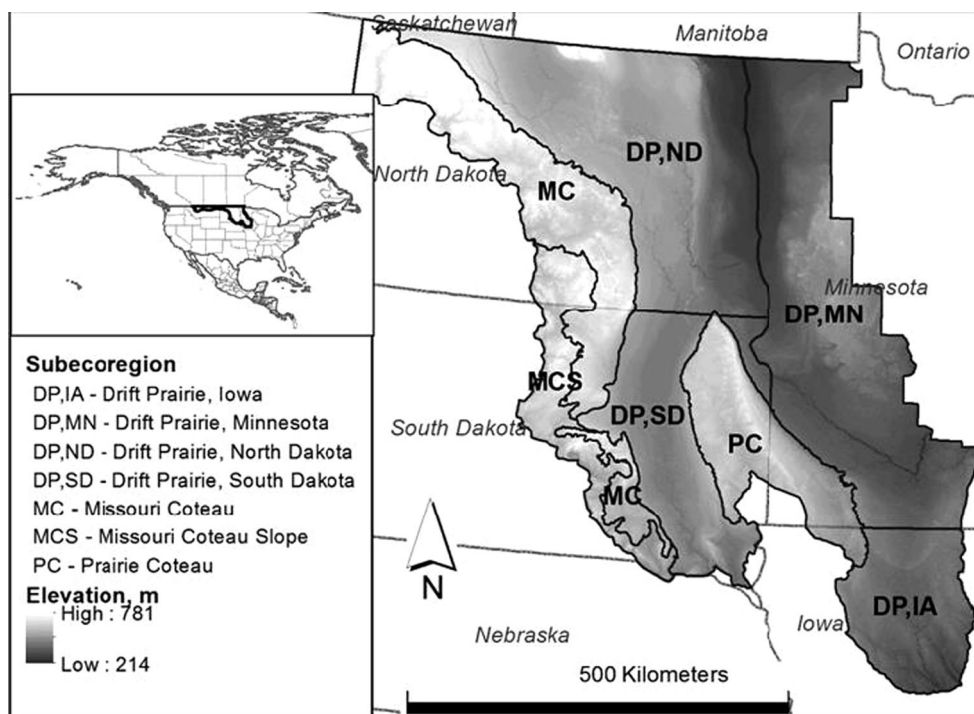 Saskatchewan
Manitoba
Ontario
DP,ND
North Dakota
MC
Minnesota
DP,MN
MCS
DP,SD
South Dakota
PC
MC
DP,IA
Iowa
Nebraska
N
500 Kilometers
Subecoregion
DP,IA - Drift Prairie, Iowa
DP,MN - Drift Prairie, Minnesota
DP,ND - Drift Prairie, North Dakota
DP,SD - Drift Prairie, South Dakota
MC - Missouri Coteau
MCS - Missouri Coteau Slope
PC - Prairie Coteau
Elevation, m
High : 781
Low : 214